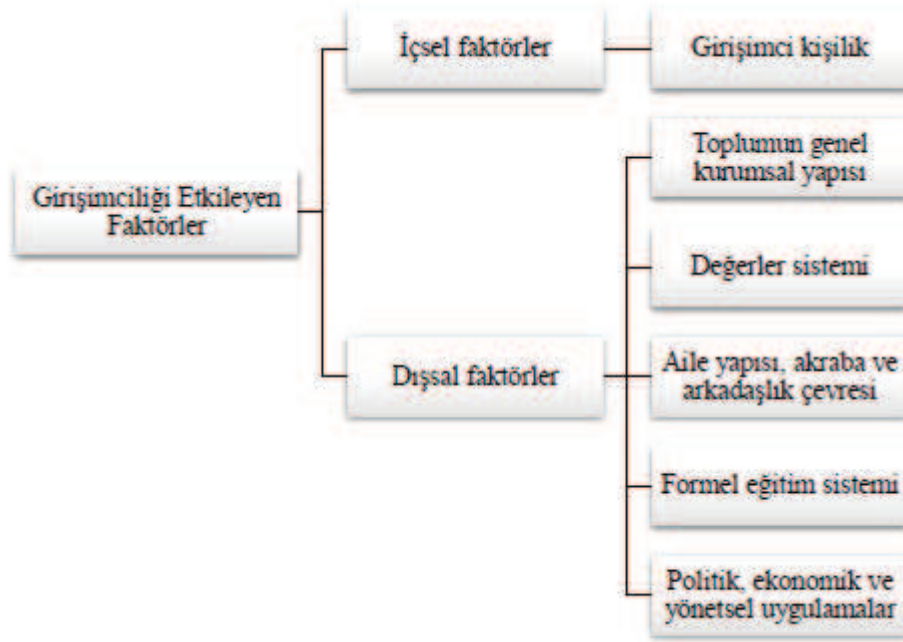 Girişimciliği Etkileyen
Faktörler
İçsel faktörler
Girişimci kişilik
Dışsal faktörler
Toplumun genel
kurumsal yapısı
Değerler sistemi
Aile yapısı, akraba ve
arkadaşlık çevresi
Formel eğitim sistemi
Politik, ekonomik ve
yönetsel uygulamalar